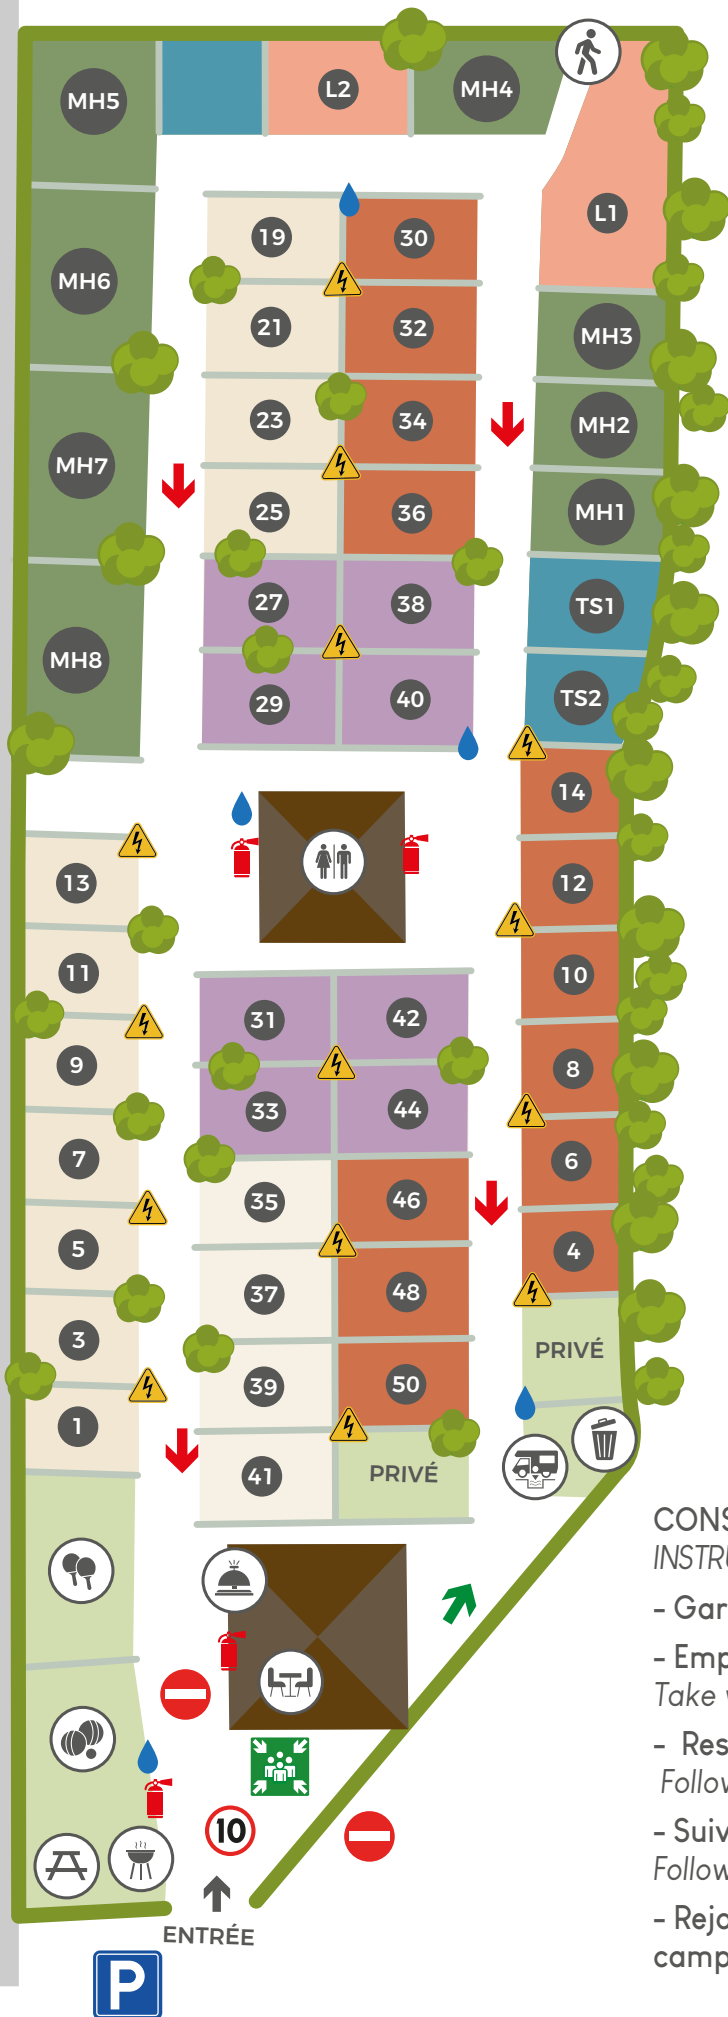 MH5
L2
MH4
L1
19
30
MH6
21
32
MH3
23
34
MH2
MH7
25
36
MH1
27
38
TS1
MH8
29
40
TS2
14
13
12
11
31
42
10
9
33
44
8
7
35
46
6
5
37
48
4
3
39
50
PRIVÉ
1
41
PRIVÉ
10
ENTRÉE
P
CONS
INSTRU
- Gar
- Emp
Take
- Res
Follow
- Suiv
Follow
- Rejo
camp